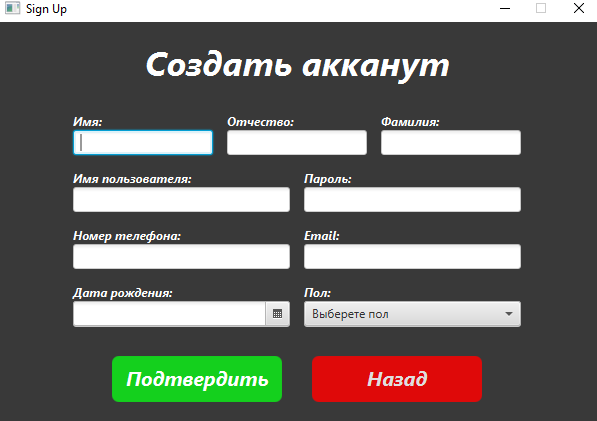 Sign Up
Создать акканут
Имя: Отчество: Фамилия:
Имя пользователя: Пароль:
Номер телефона: Email:
Дата рождения: Пол:
Выберете пол
Подтвердить Назад